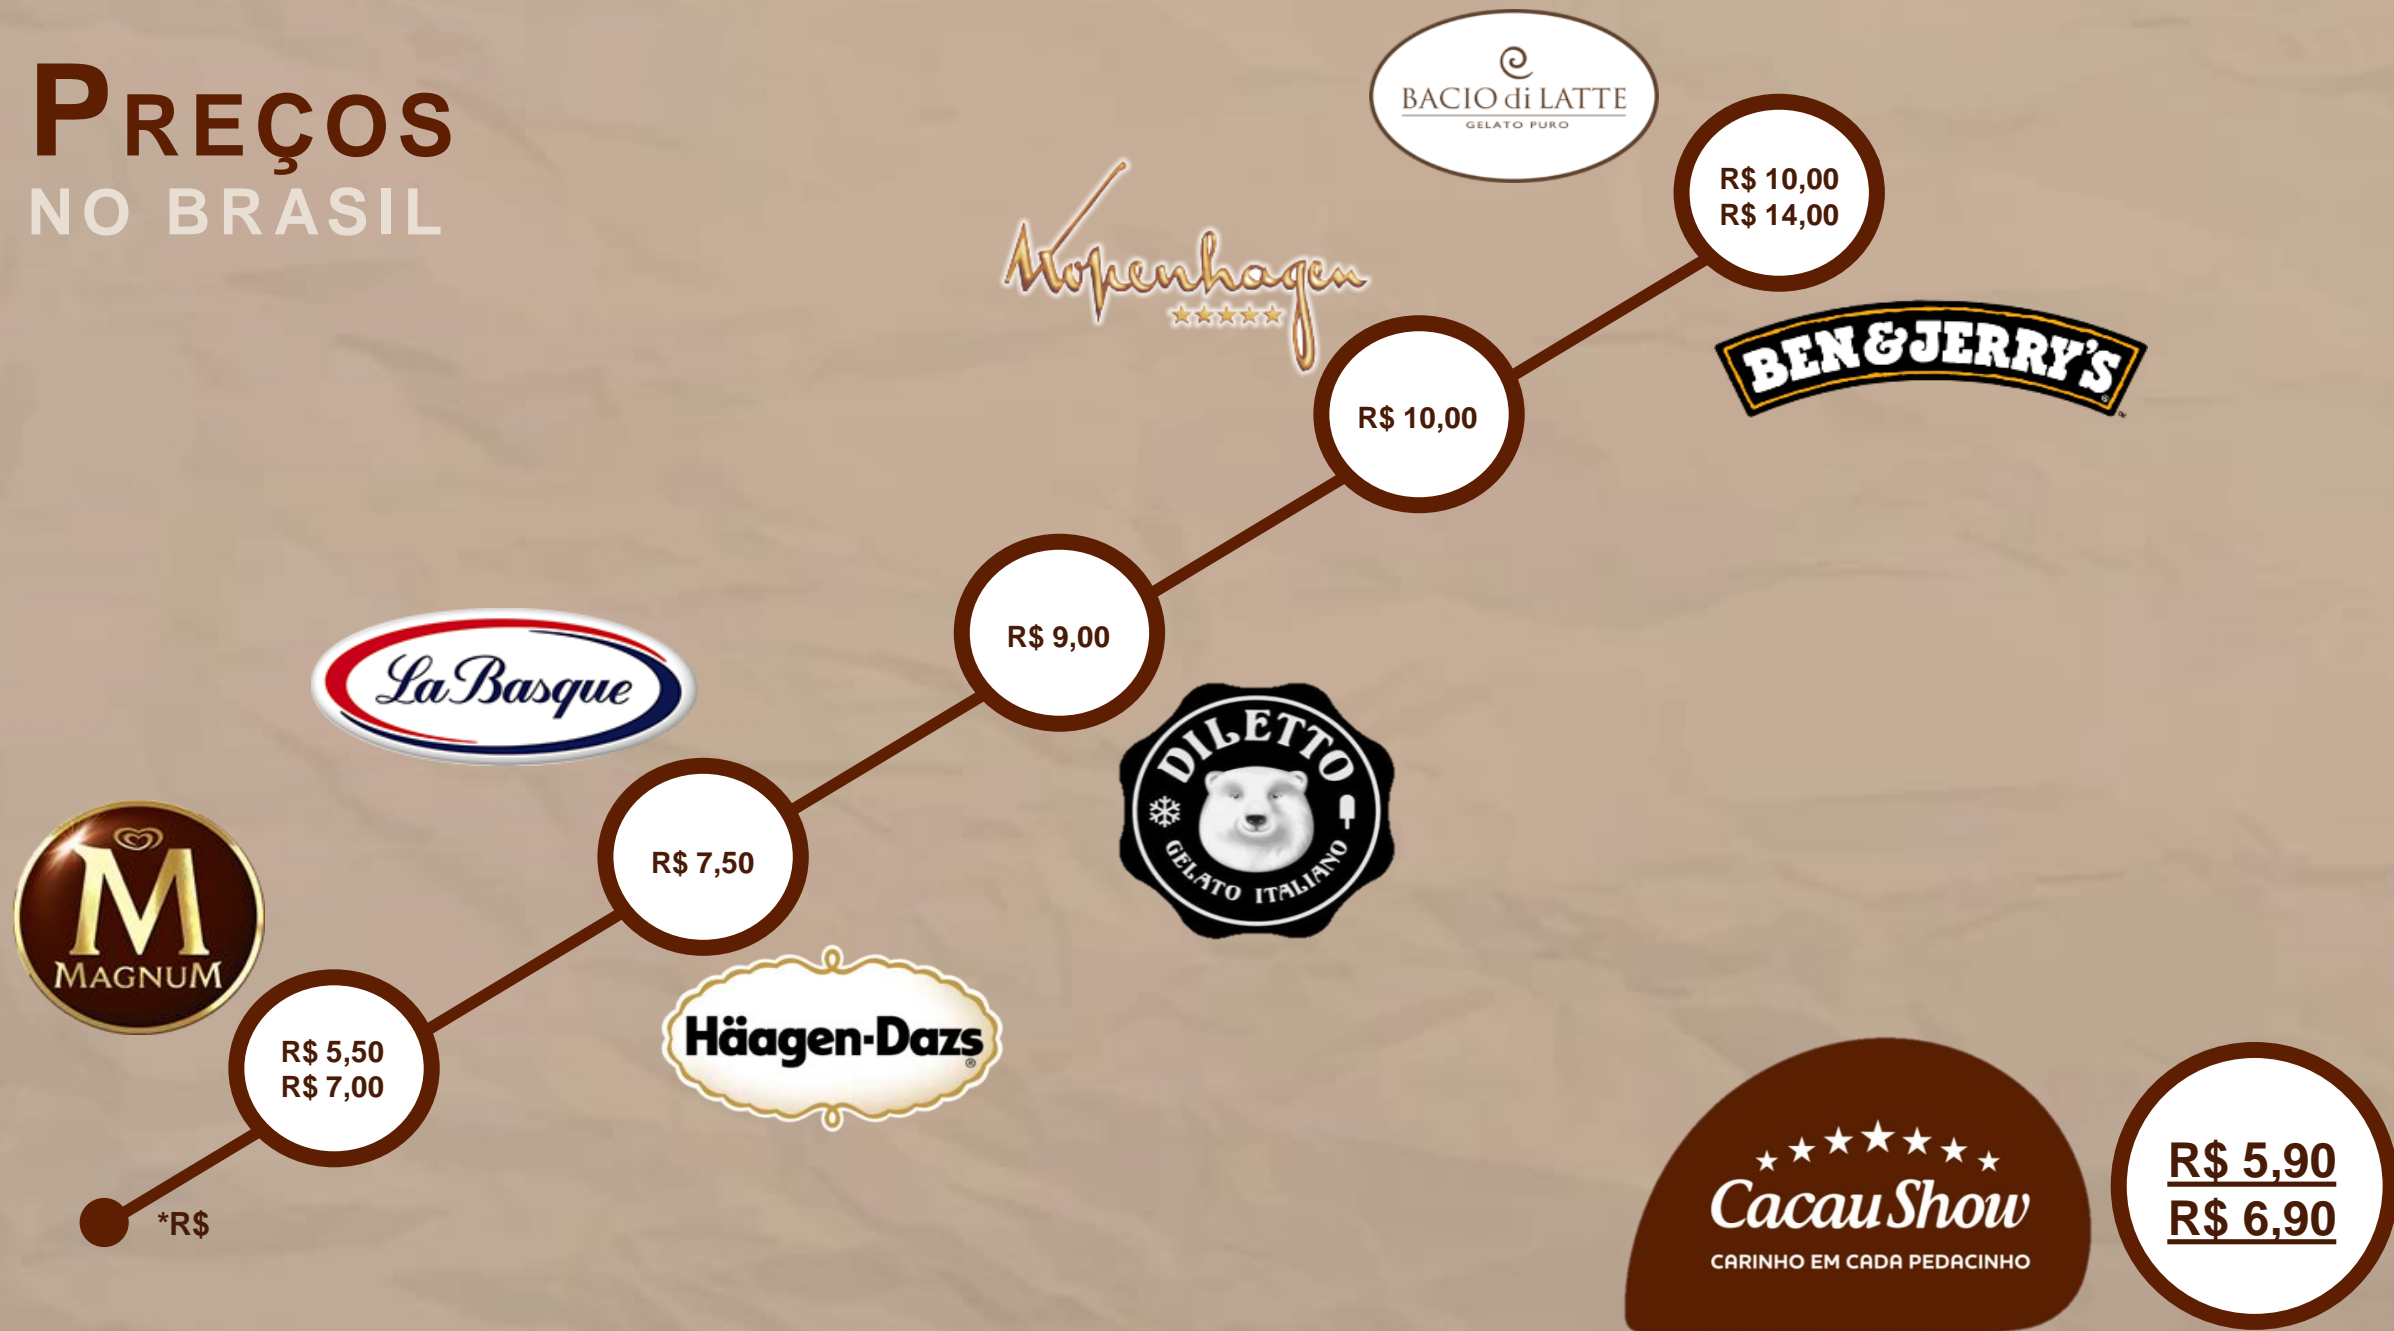 PREÇOS
NO BRASIL
BACIO di LATTE
GELATO PURO
R$ 10,00
R$ 14,00
Kopenhagen
BEN & JERRY'S
R$ 10,00
R$ 9,00
La Basque
DILETTO
GELATO ITALIANO
R$ 7,50
M
MAGNUM
Häagen-Dazs
R$ 5,50
R$ 7,00
*R$
Cacau Show
CARINHO EM CADA PEDACINHO
R$ 5,90
R$ 6,90